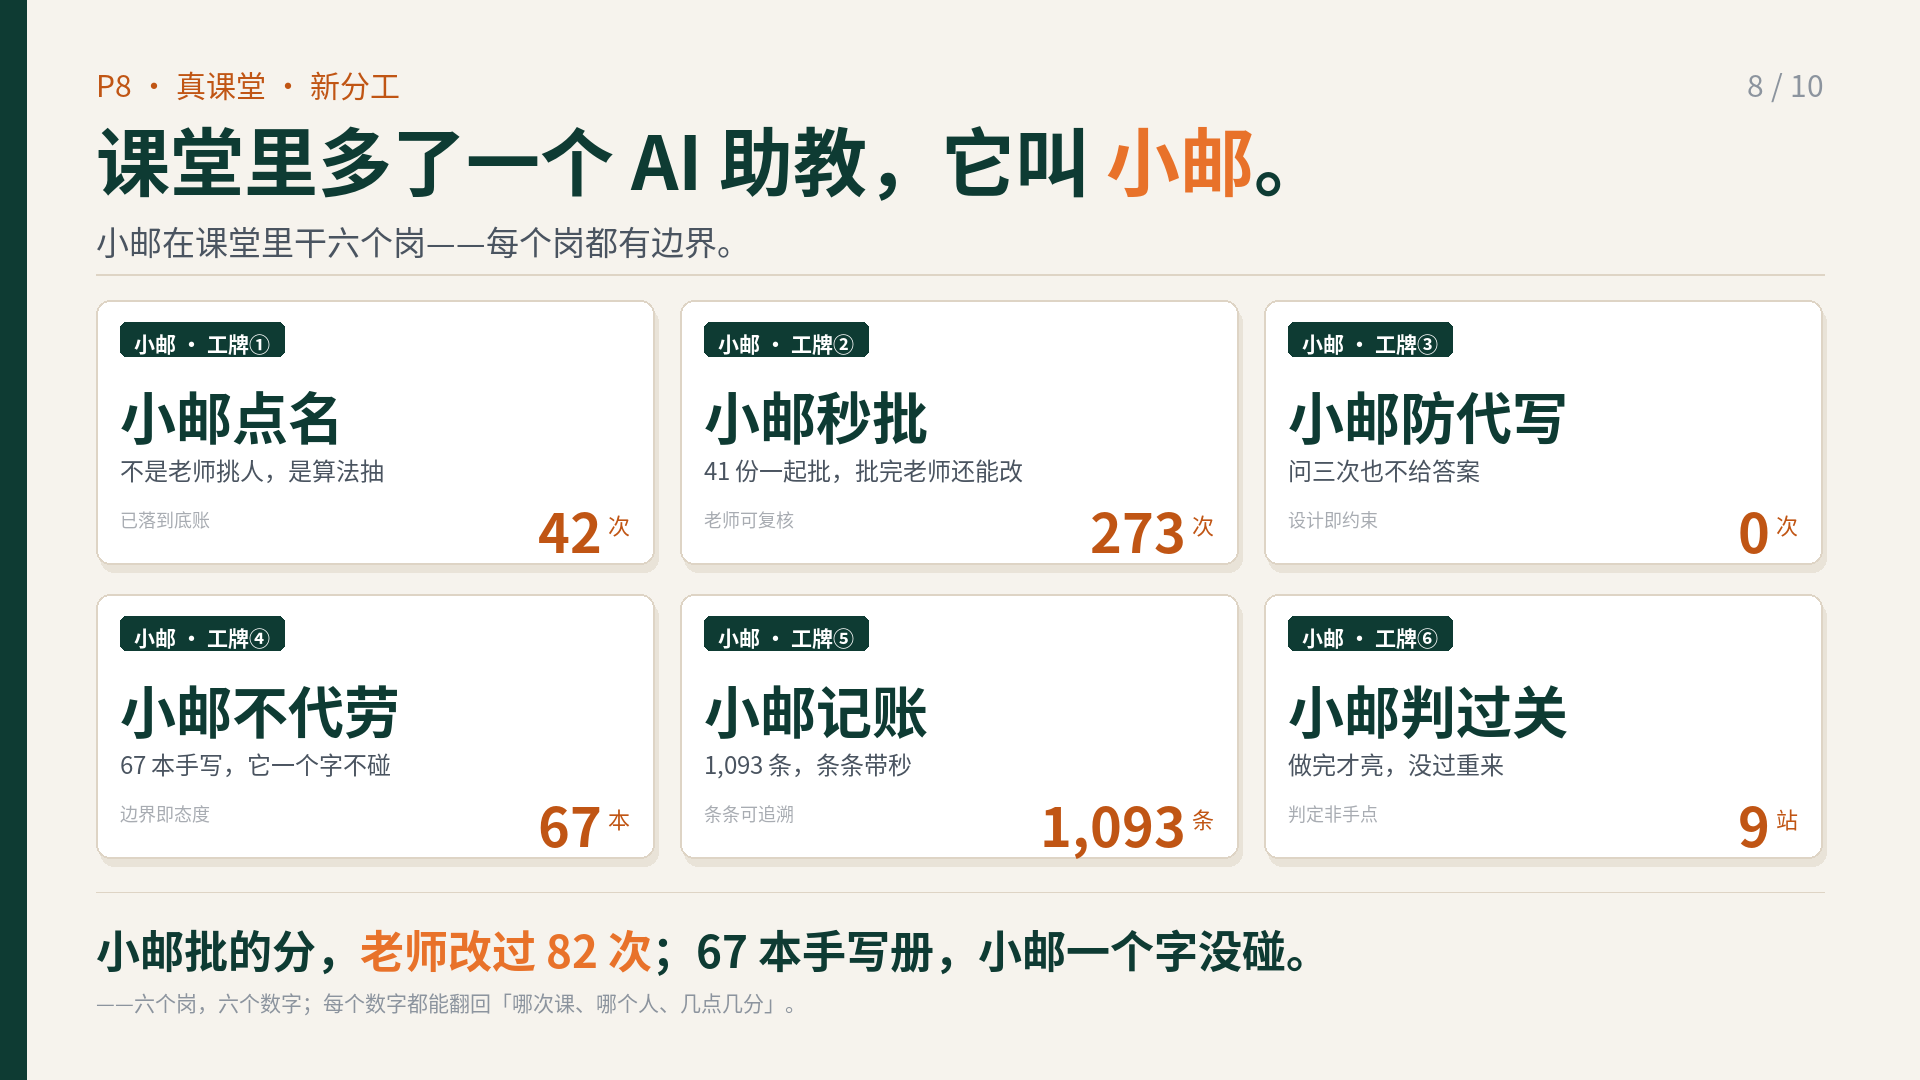 P8 · 真课堂 · 新分工
8 / 10
课堂里多了一个 AI 助教，它叫 小邮。
小邮在课堂里干六个岗——每个岗都有边界。
小邮 · 工牌①
小邮点名
不是老师挑人，是算法抽
已落到底账
42 次
小邮 · 工牌②
小邮秒批
41 份一起批，批完老师还能改
老师可复核
273 次
小邮 · 工牌③
小邮防代写
问三次也不给答案
设计即约束
0 次
小邮 · 工牌④
小邮不代劳
67 本手写，它一个字不碰
边界即态度
67 本
小邮 · 工牌⑤
小邮记账
1,093 条，条条带秒
条条可追溯
1,093 条
小邮 · 工牌⑥
小邮判过关
做完才亮，没过重来
判定非手点
9 站
小邮批的分，老师改过 82 次；67 本手写册，小邮一个字没碰。
——六个岗，六个数字；每个数字都能翻回「哪次课、哪个人、几点几分」。